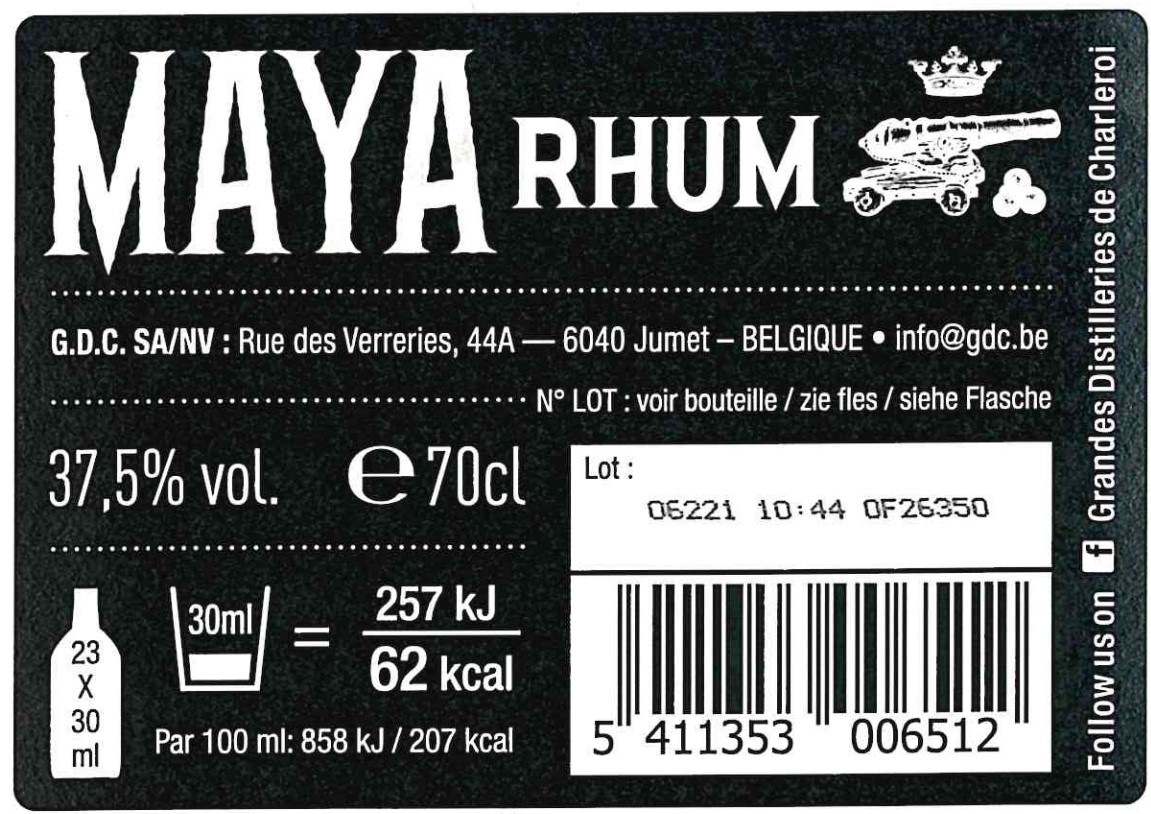 MAYA RHUM
G.D.C. SA/NV : Rue des Verreries, 44A — 6040 Jumet – BELGIQUE • info@gdc.be
N° LOT : voir bouteille / zie fles / siehe Flasche
37,5% vol. ℮ 70cl
Lot :
06221 10:44 0F26350
23
X
30
ml
30ml
=
257 kJ
62 kcal
Par 100 ml: 858 kJ / 207 kcal
5 411353 006512
Follow us on f Grandes Distilleries de Charleroi